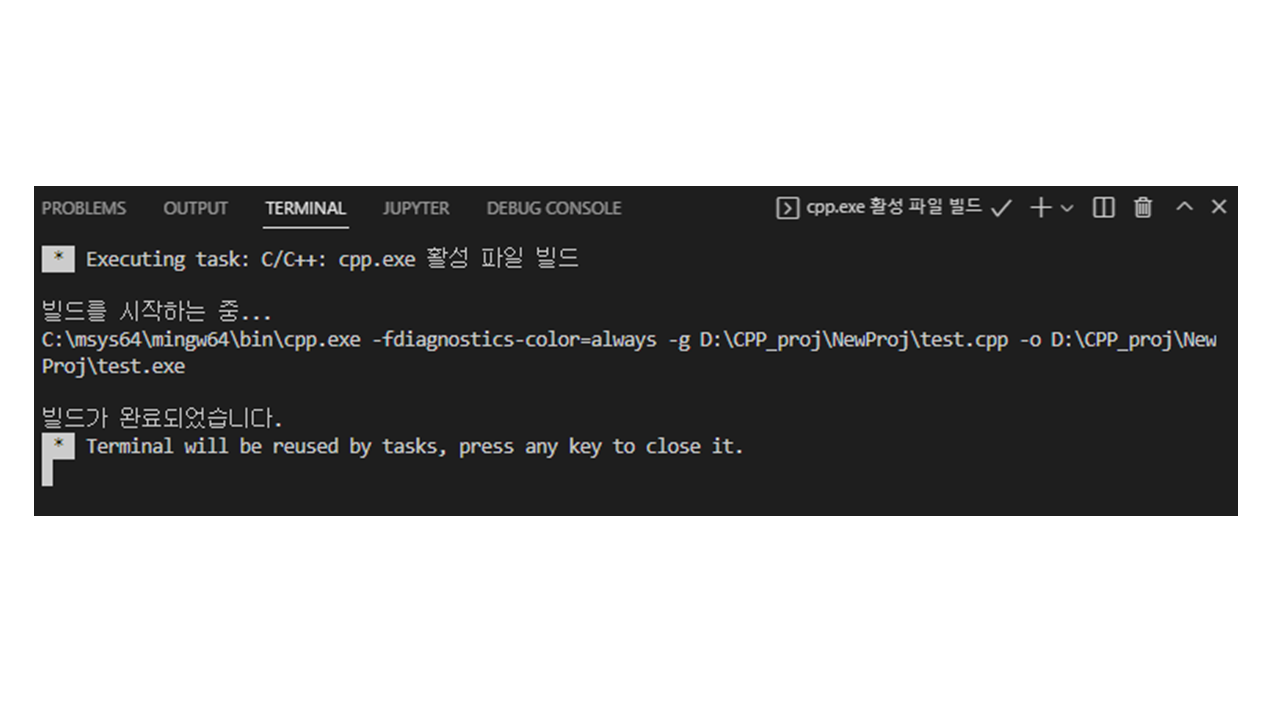 PROBLEMS OUTPUT TERMINAL JUPYTER DEBUG CONSOLE cpp.exe 활성 파일 빌드
* Executing task: C/C++: cpp.exe 활성 파일 빌드
빌드를 시작하는 중...
C:\msys64\mingw64\bin\cpp.exe -fdiagnostics-color=always -g D:\CPP_proj\NewProj\test.cpp -o D:\CPP_proj\New
Proj\test.exe
빌드가 완료되었습니다.
* Terminal will be reused by tasks, press any key to close it.